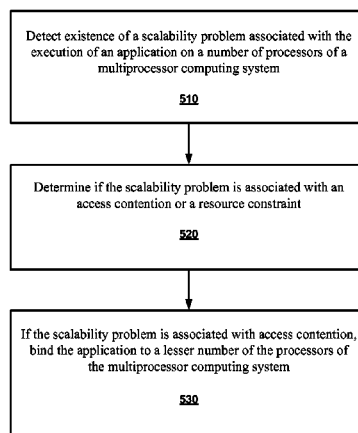 Detect existence of a scalability problem associated with the
execution of an application on a number of processors of a
multiprocessor computing system
510
Determine if the scalability problem is associated with an
access contention or a resource constraint
520
If the scalability problem is associated with access contention,
bind the application to a lesser number of the processors of
the multiprocessor computing system
530